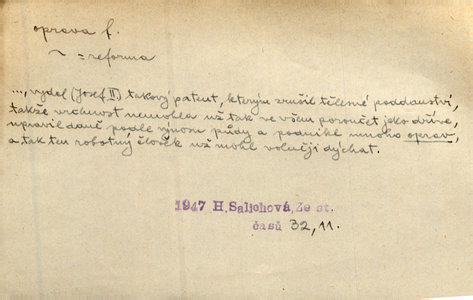 oprava f.
~ = reforma
..., vydal (Josef II) takový patent, kterým zrušil tělesné poddanství,
takže vrchnost nemohla už tak ve všem poroučet jako dříve,
upravil daně podle výnosu půdy a podnikl mnoho oprav,
a tak ten robotný člověk už mohl volněji dýchat.
1947 H. Salichová, Ze st.
časů 32, 11.